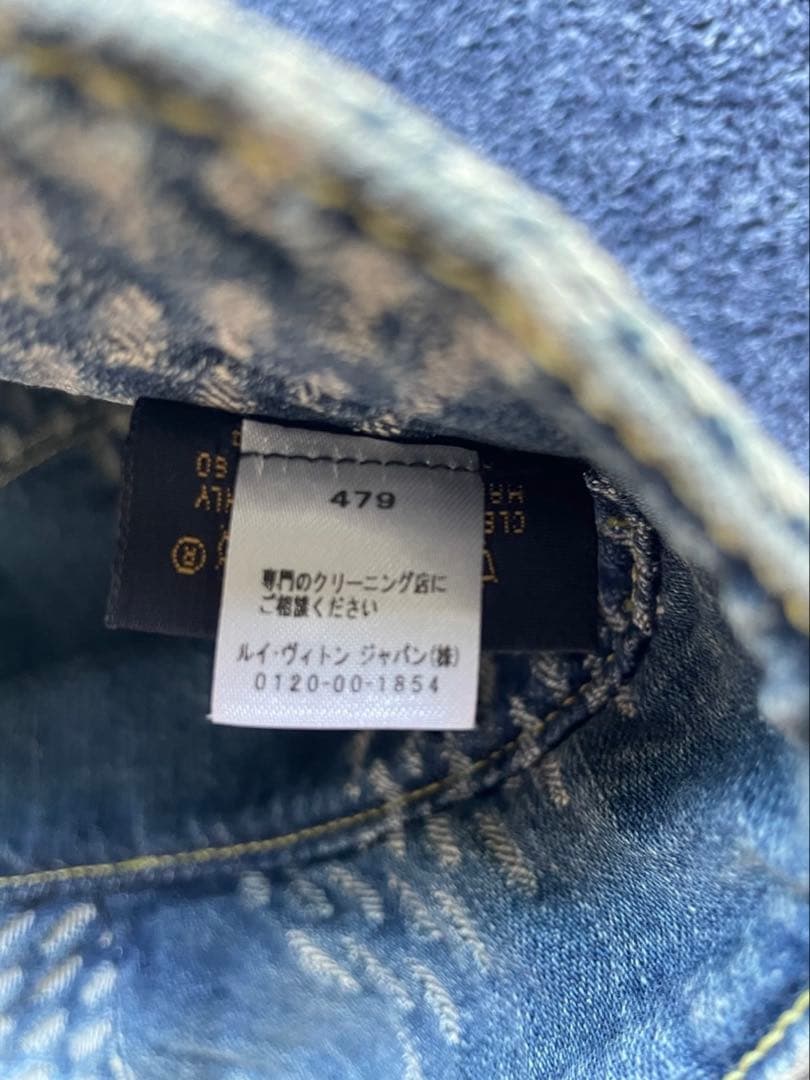 479
専門のクリーニング店に
ご相談ください
ルイ・ヴィトン ジャパン(株)
0120-00-1854
®